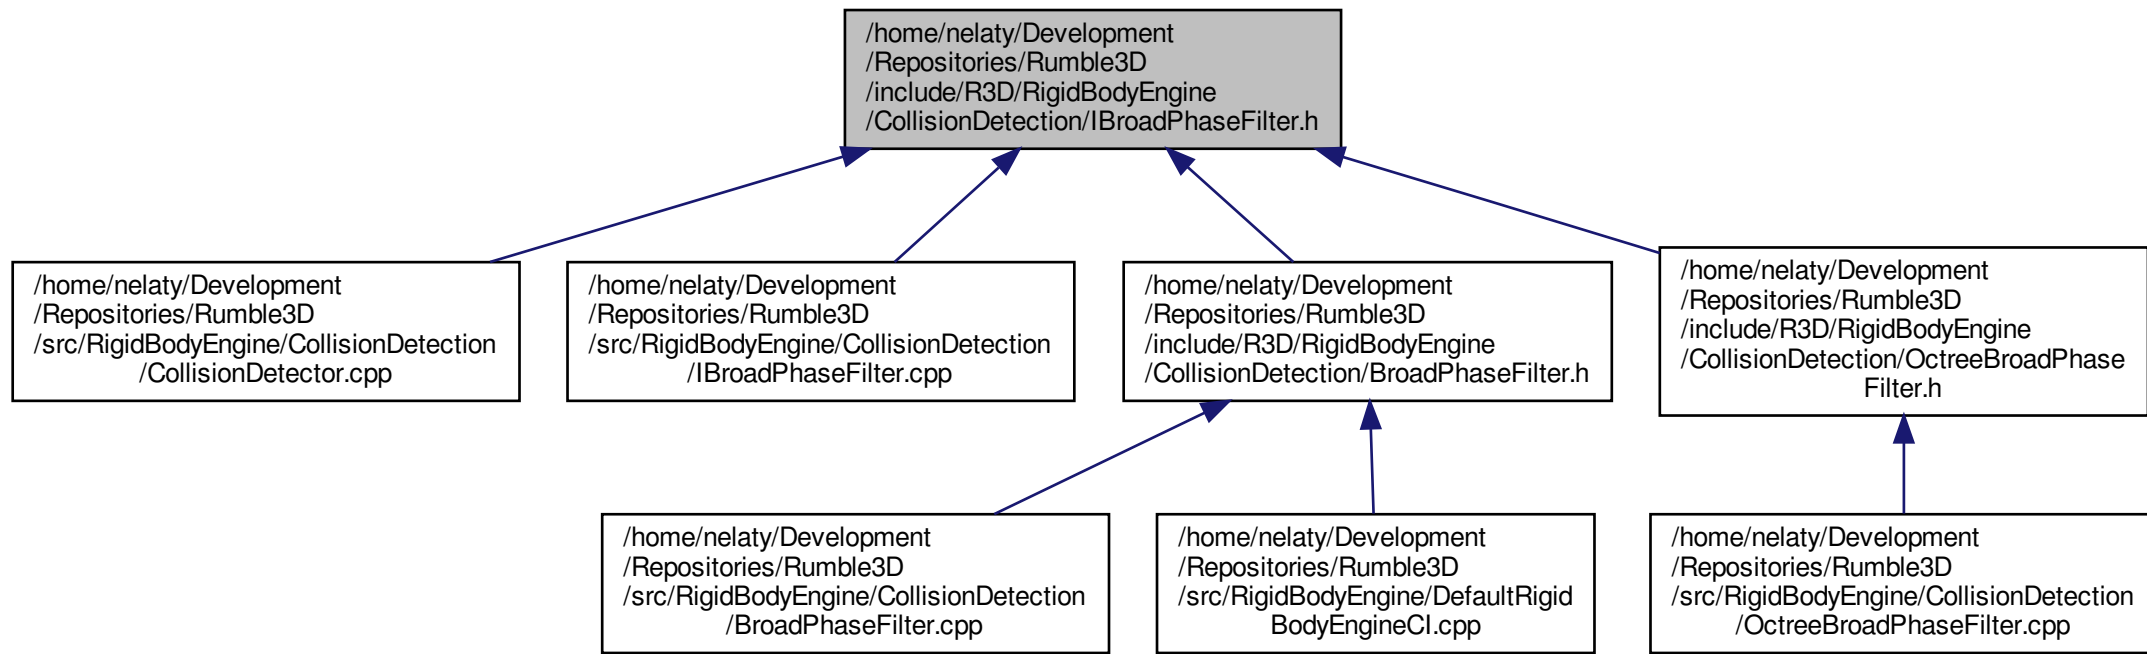 /home/nelaty/Development
/Repositories/Rumble3D
/include/R3D/RigidBodyEngine
/CollisionDetection/IBroadPhaseFilter.h
/home/nelaty/Development
/Repositories/Rumble3D
/src/RigidBodyEngine/CollisionDetection
/CollisionDetector.cpp
/home/nelaty/Development
/Repositories/Rumble3D
/src/RigidBodyEngine/CollisionDetection
/IBroadPhaseFilter.cpp
/home/nelaty/Development
/Repositories/Rumble3D
/include/R3D/RigidBodyEngine
/CollisionDetection/BroadPhaseFilter.h
/home/nelaty/Development
/Repositories/Rumble3D
/include/R3D/RigidBodyEngine
/CollisionDetection/OctreeBroadPhase
Filter.h
/home/nelaty/Development
/Repositories/Rumble3D
/src/RigidBodyEngine/CollisionDetection
/BroadPhaseFilter.cpp
/home/nelaty/Development
/Repositories/Rumble3D
/src/RigidBodyEngine/DefaultRigid
BodyEngineCI.cpp
/home/nelaty/Development
/Repositories/Rumble3D
/src/RigidBodyEngine/CollisionDetection
/OctreeBroadPhaseFilter.cpp